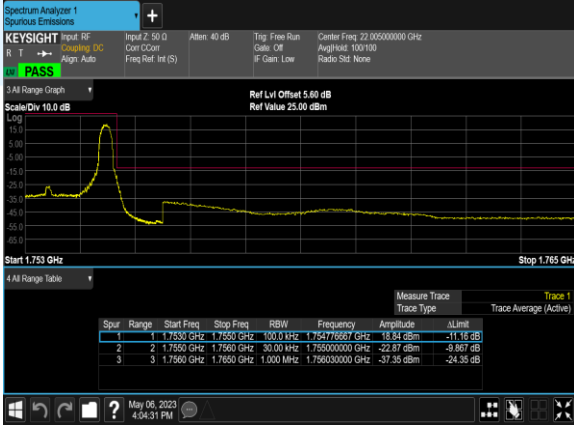 Spectrum Analyzer 1
Spurious Emissions
+
KEYSIGHT Input: RF Input Z: 50 Ω Atten: 40 dB Trig: Free Run Center Freq: 22.005000000 GHz
R T Coupling: DC Corr CCorr Gate: Off Avg|Hold: 100/100
Align: Auto Freq Ref: Int (S) IF Gain: Low Radio Std: None
PASS
3 All Range Graph
Ref Lvl Offset 5.60 dB
Scale/Div 10.0 dB Ref Value 25.00 dBm
Log
15.0
5.00
-5.00
-15.0
-25.0
-35.0
-45.0
-55.0
-65.0
Start 1.753 GHz Stop 1.765 GHz
4 All Range Table
Measure Trace Trace 1
Trace Type Trace Average (Active)
Spur Range Start Freq Stop Freq RBW Frequency Amplitude ΔLimit
1 1 1.7530 GHz 1.7550 GHz 100.0 kHz 1.754776667 GHz 18.84 dBm -11.16 dB
2 2 1.7550 GHz 1.7560 GHz 30.00 kHz 1.755000000 GHz -22.87 dBm -9.867 dB
3 3 1.7560 GHz 1.7650 GHz 1.000 MHz 1.756030000 GHz -37.35 dBm -24.35 dB
? May 06, 2023
4:04:31 PM